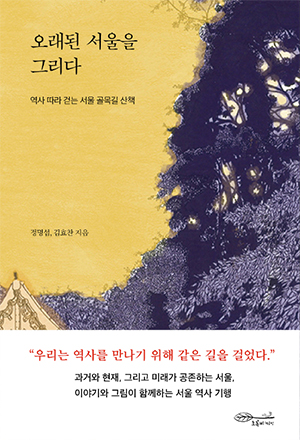 오래된 서울을
그리다
역사 따라 걷는 서울 골목길 산책
정명섭, 김효찬 지음
“우리는 역사를 만나기 위해 같은 길을 걸었다.”
과거와 현재, 그리고 미래가 공존하는 서울,
이야기와 그림이 함께하는 서울 역사 기행